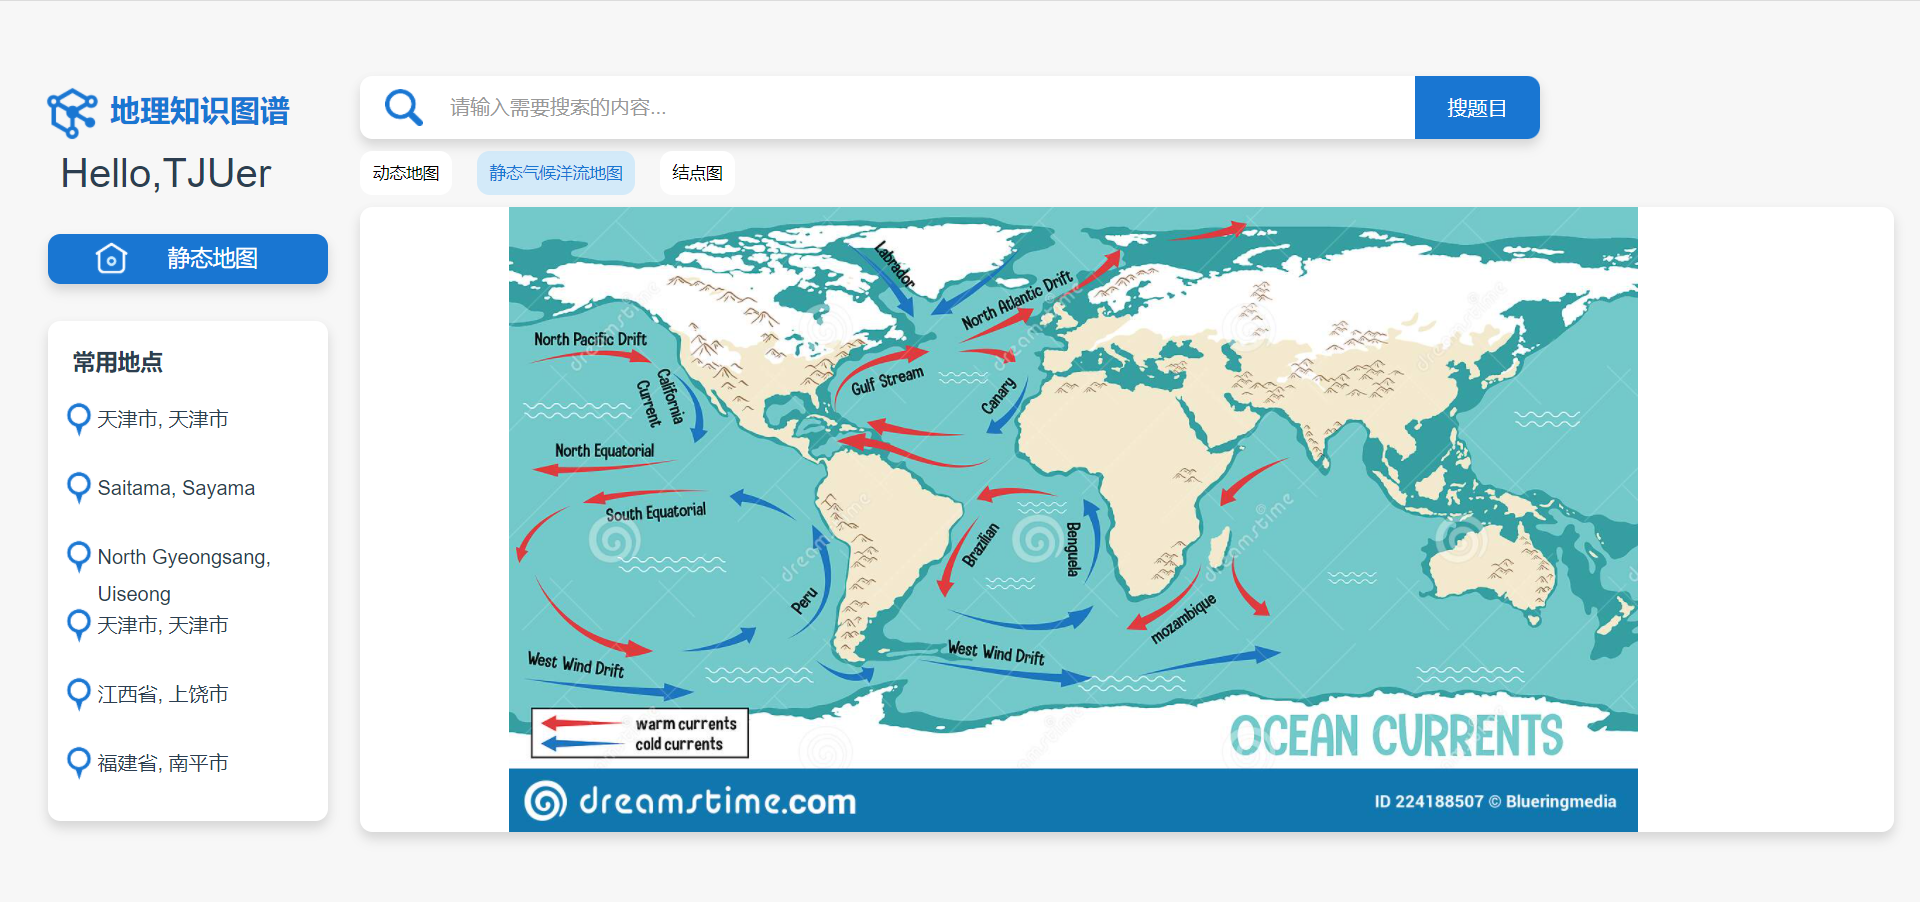 地理知识图谱
Hello,TJUer
静态地图
常用地点
天津市, 天津市
Saitama, Sayama
North Gyeongsang,
Uiseong
天津市, 天津市
江西省, 上饶市
福建省, 南平市
请输入需要搜索的内容...
搜题目
动态地图
静态气候洋流地图
结点图
Labrador
North Atlantic Drift
North Pacific Drift
California
Current
Gulf Stream
Canary
North Equatorial
South Equatorial
Brazilian
Benguela
Peru
mozambique
West Wind Drift
West Wind Drift
warm currents
cold currents
OCEAN CURRENTS
dreamstime.com
ID 224188507 © Blueringmedia
dreamstime
dreamstime
dreamstime
dreamstime
dreamstime